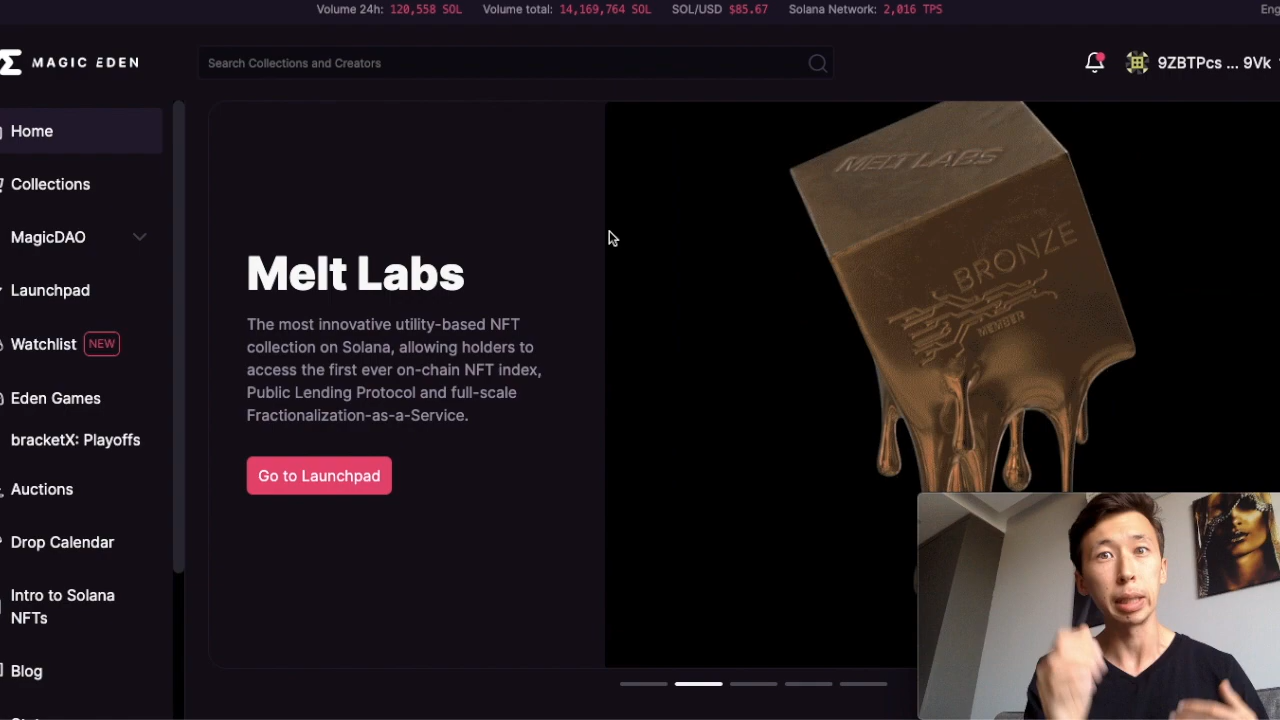 Volume 24h: 120,558 SOL Volume total: 14,169,764 SOL SOL/USD $85.67 Solana Network: 2,016 TPS Eng
MAGIC EDEN
Search Collections and Creators
9ZBTPcs ... 9Vk
Home
Collections
MagicDAO
Launchpad
Watchlist NEW
Eden Games
bracketX: Playoffs
Auctions
Drop Calendar
Intro to Solana
NFTs
Blog
Melt Labs
The most innovative utility-based NFT
collection on Solana, allowing holders to
access the first ever on-chain NFT index,
Public Lending Protocol and full-scale
Fractionalization-as-a-Service.
Go to Launchpad
MELT LABS
BRONZE
MEMBER